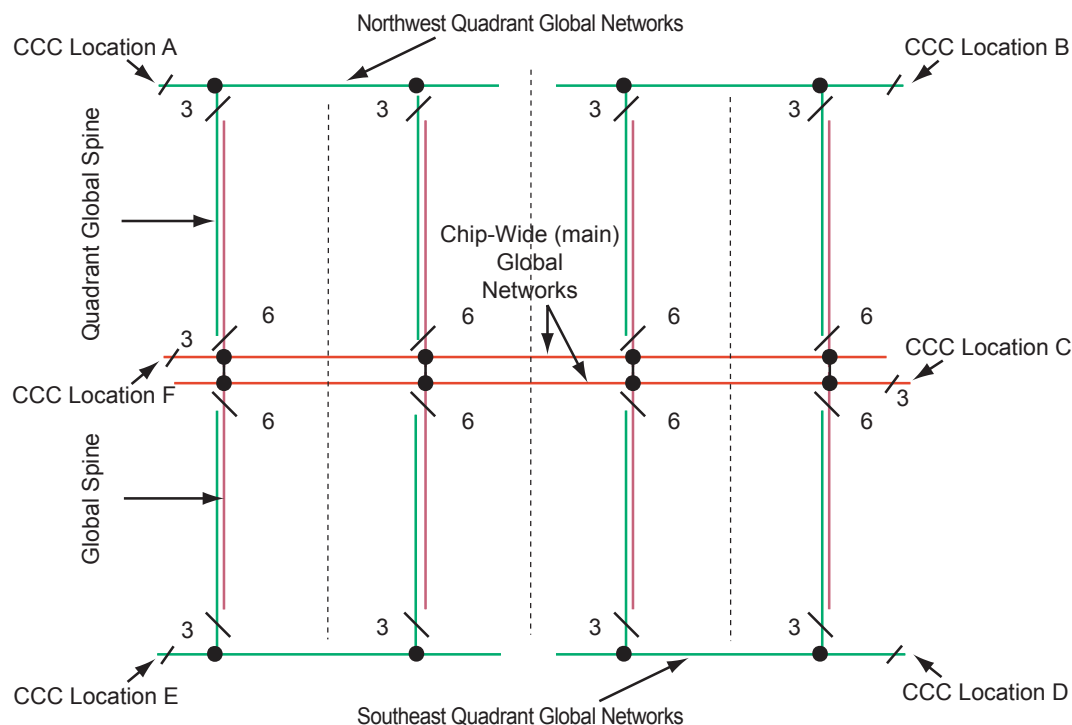 Northwest Quadrant Global Networks
CCC Location A
CCC Location B
3
3
3
3
Quadrant Global Spine
Chip-Wide (main)
Global
Networks
6
6
6
6
3
CCC Location F
CCC Location C
3
6
6
6
6
Global Spine
3
3
3
3
CCC Location E
CCC Location D
Southeast Quadrant Global Networks